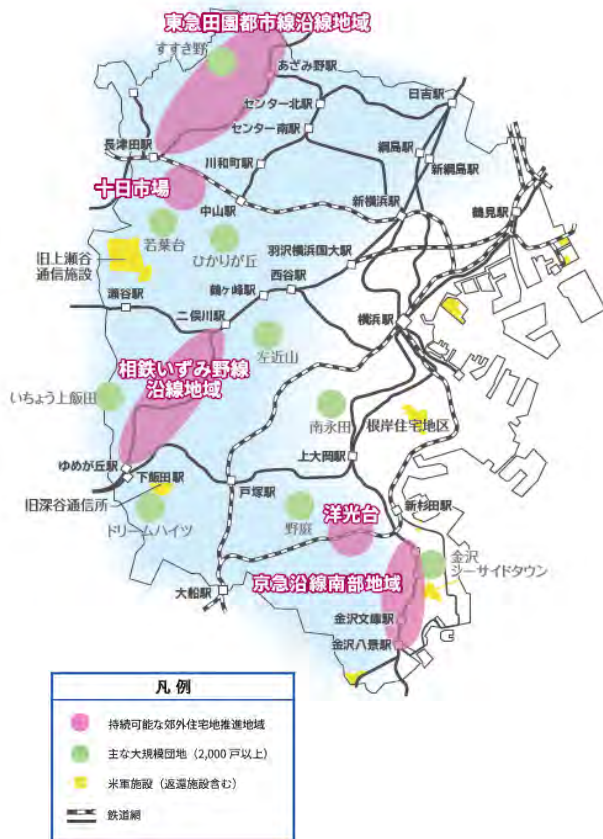 東急田園都市線沿線地域
すすき野
あざみ野駅
日吉駅
センター北駅
センター南駅
綱島駅
長津田駅
新綱島駅
川和町駅
十日市場
新横浜駅
中山駅
鶴見駅
若葉台
旧上瀬谷
通信施設
ひかりが丘
羽沢横浜国大駅
西谷駅
鶴ヶ峰駅
瀬谷駅
二俣川駅
横浜駅
左近山
相鉄いずみ野線
沿線地域
いちょう上飯田
南永田
根岸住宅地区
上大岡駅
ゆめが丘駅
下飯田駅
戸塚駅
旧深谷通信所
新杉田駅
ドリームハイツ
野庭
洋光台
金沢
シーサイドタウン
京急沿線南部地域
大船駅
金沢文庫駅
金沢八景駅
凡例
持続可能な郊外住宅地推進地域
主な大規模団地（2,000戸以上）
米軍施設（返還施設含む）
鉄道網